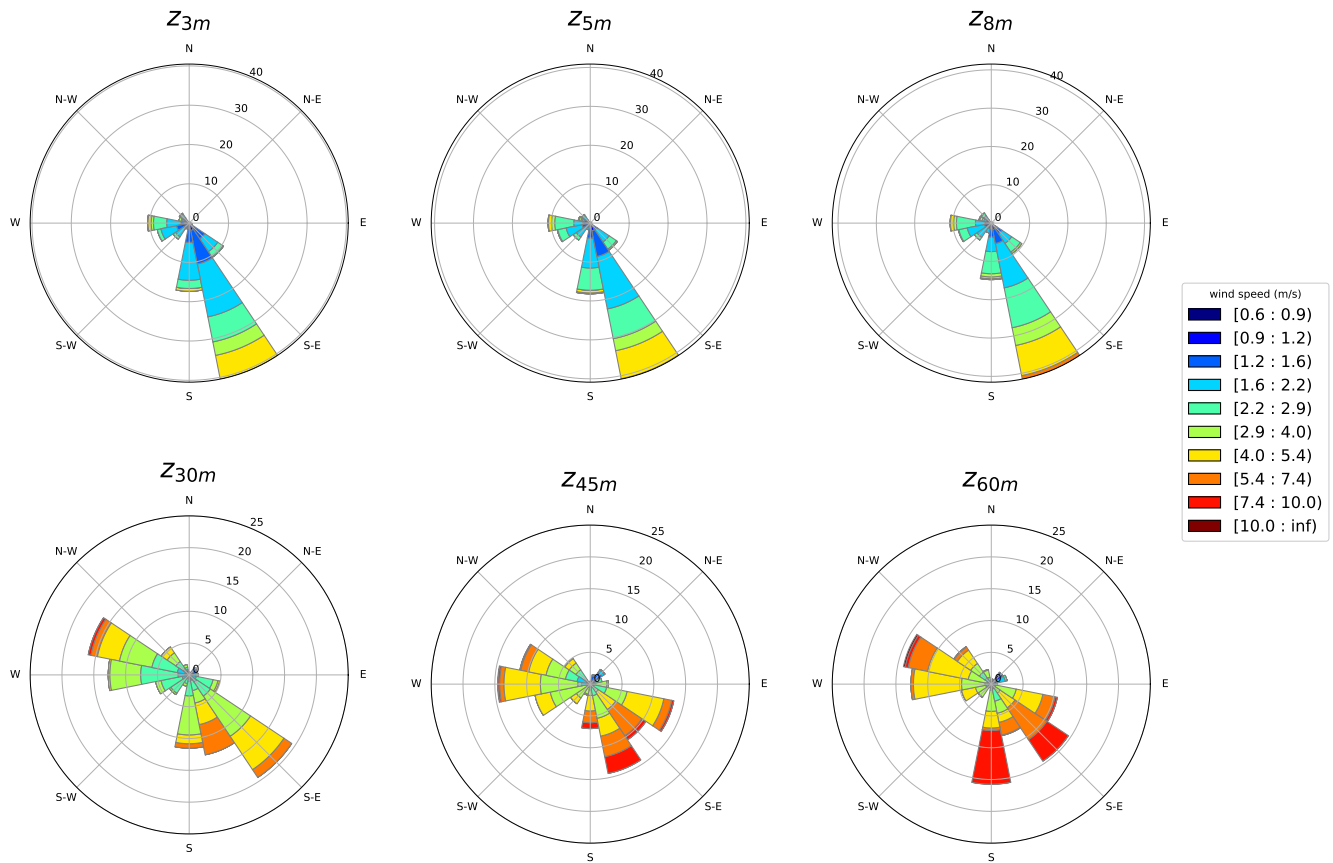 z3m
z5m
z8m
N
N
N
40
40
40
N-W
N-E
N-W
N-E
N-W
N-E
30
30
30
20
20
20
10
10
10
W
0
E
W
0
E
W
0
E
S-W
S-E
S-W
S-E
S-W
S-E
S
S
S
wind speed (m/s)
[0.6 : 0.9)
[0.9 : 1.2)
[1.2 : 1.6)
[1.6 : 2.2)
[2.2 : 2.9)
[2.9 : 4.0)
[4.0 : 5.4)
[5.4 : 7.4)
[7.4 : 10.0)
[10.0 : inf)
z30m
z45m
z60m
N
N
N
25
25
25
N-W
N-E
N-W
N-E
N-W
N-E
20
20
20
15
15
15
10
10
10
5
5
5
W
0
E
W
0
E
W
0
E
S-W
S-E
S-W
S-E
S-W
S-E
S
S
S